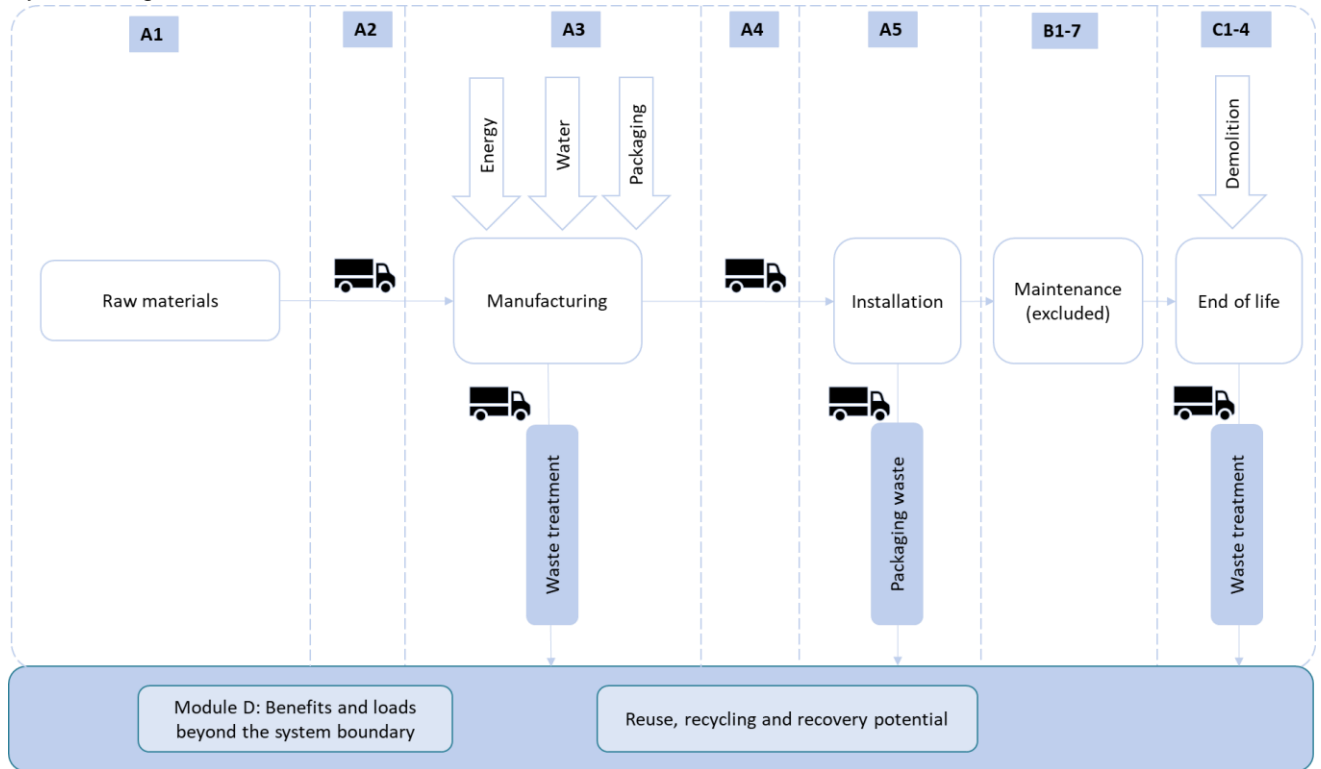 A1
A2
A3
A4
A5
B1-7
C1-4
Energy
Water
Packaging
Demolition
Raw materials
Manufacturing
Installation
Maintenance
(excluded)
End of life
Waste treatment
Packaging waste
Waste treatment
Module D: Benefits and loads
beyond the system boundary
Reuse, recycling and recovery potential